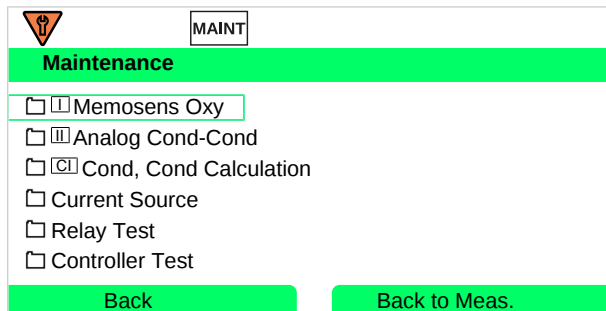 MAINT
Maintenance
I Memosens Oxy
II Analog Cond-Cond
CI Cond, Cond Calculation
Current Source
Relay Test
Controller Test
Back Back to Meas.